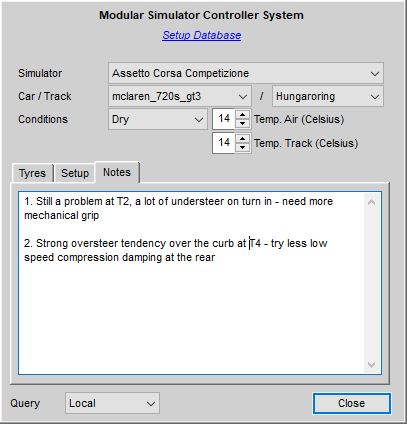 Modular Simulator Controller System
Setup Database
Simulator Assetto Corsa Competizione
Car / Track mclaren_720s_gt3 / Hungaroring
Conditions Dry 14 Temp. Air (Celsius)
14 Temp. Track (Celsius)
Tyres Setup Notes
1. Still a problem at T2, a lot of understeer on turn in - need more
mechanical grip
2. Strong oversteer tendency over the curb at T4 - try less low
speed compression damping at the rear
Query Local Close